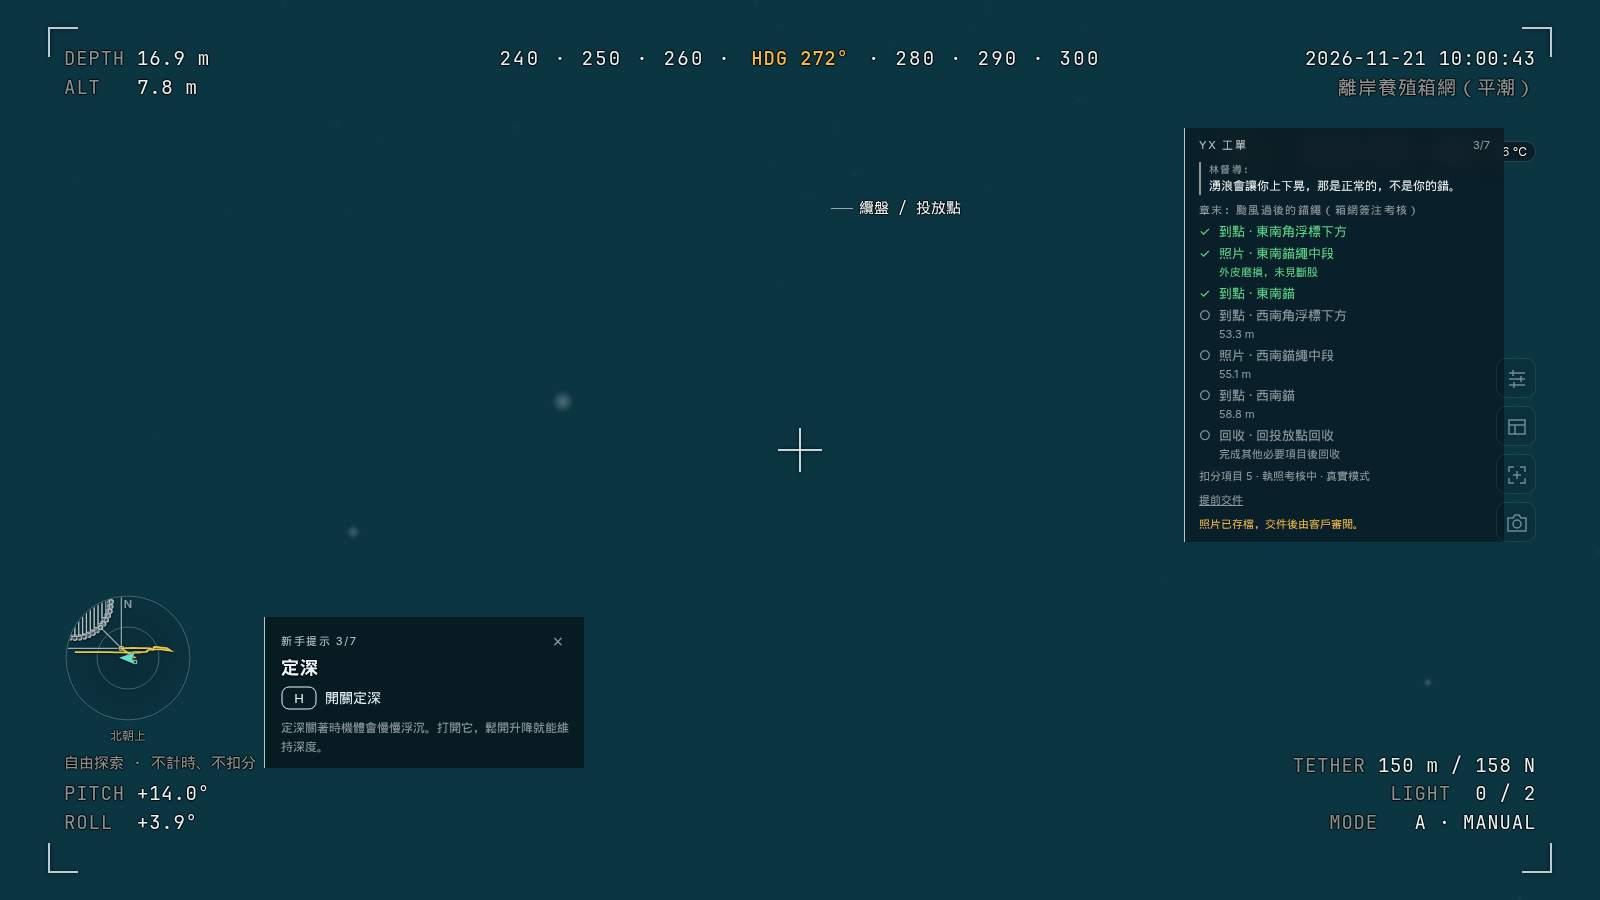 DEPTH 16.9 m
ALT 7.8 m
240 · 250 · 260 · HDG 272° · 280 · 290 · 300
2026-11-21 10:00:43
離岸養殖箱網（平潮）
纜盤 / 投放點
YX 工單 3/7
林督導：
湧浪會讓你上下晃，那是正常的，不是你的錯。
章末：颱風過後的錨繩（箱網簽注考核）
到點 · 東南角浮標下方
照片 · 東南錨繩中段
外皮磨損，未見斷股
到點 · 東南錨
到點 · 西南角浮標下方
53.3 m
照片 · 西南錨繩中段
55.1 m
到點 · 西南錨
58.8 m
回收 · 回投放點回收
完成其他必要項目後回收
扣分項目 5 · 執照考核中 · 真實模式
提前交件
照片已存檔，交件後由客戶審閱。
°C
N
北朝上
新手提示 3/7
定深
H 開關定深
定深關著時機體會慢慢浮沉。打開它，鬆開升降就能維
持深度。
自由探索 · 不計時、不扣分
PITCH +14.0°
ROLL +3.9°
TETHER 150 m / 158 N
LIGHT 0 / 2
MODE A · MANUAL